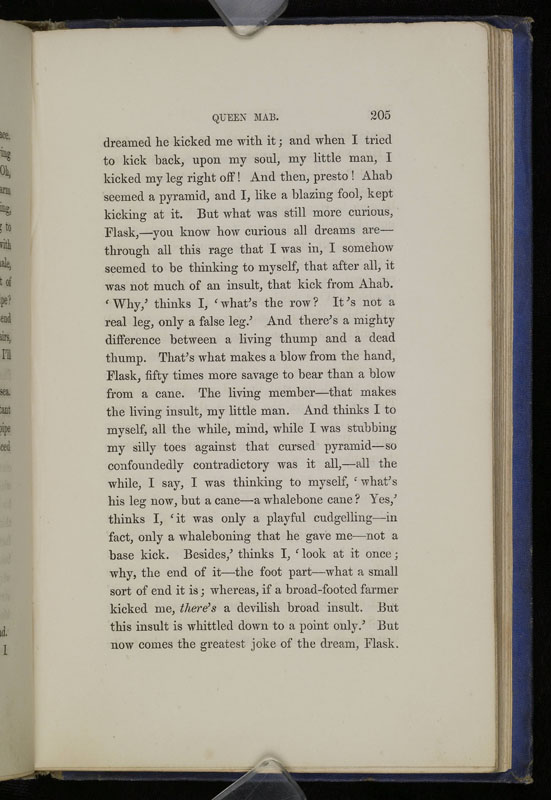 QUEEN MAB. 205
dreamed he kicked me with it; and when I tried
to kick back, upon my soul, my little man, I
kicked my leg right off! And then, presto! Ahab
seemed a pyramid, and I, like a blazing fool, kept
kicking at it. But what was still more curious,
Flask,—you know how curious all dreams are—
through all this rage that I was in, I somehow
seemed to be thinking to myself, that after all, it
was not much of an insult, that kick from Ahab.
‘Why,’ thinks I, ‘what’s the row? It’s not a
real leg, only a false leg.’ And there’s a mighty
difference between a living thump and a dead
thump. That’s what makes a blow from the hand,
Flask, fifty times more savage to bear than a blow
from a cane. The living member—that makes
the living insult, my little man. And thinks I to
myself, all the while, mind, while I was stubbing
my silly toes against that cursed pyramid—so
confoundedly contradictory was it all,—all the
while, I say, I was thinking to myself, ‘what’s
his leg now, but a cane—a whalebone cane? Yes,’
thinks I, ‘it was only a playful cudgelling—in
fact, only a whaleboning that he gave me—not a
base kick. Besides,’ thinks I, ‘look at it once;
why, the end of it—the foot part—what a small
sort of end it is; whereas, if a broad-footed farmer
kicked me, there’s a devilish broad insult. But
this insult is whittled down to a point only.’ But
now comes the greatest joke of the dream, Flask.